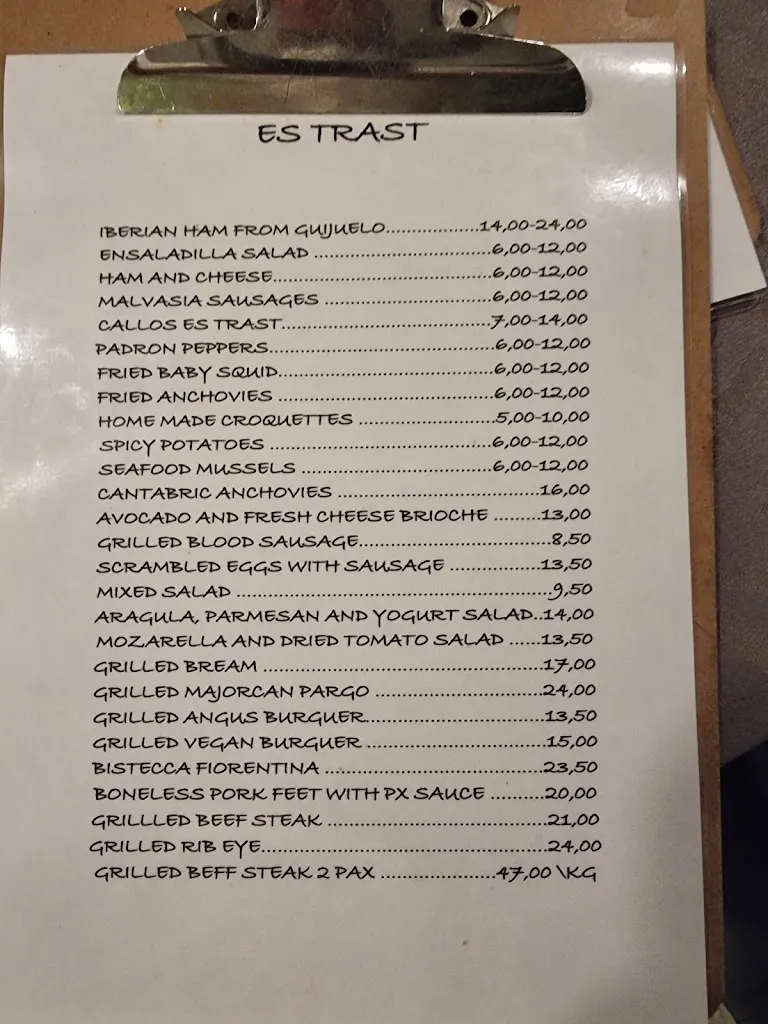 ES TRAST
IBERIAN HAM FROM GUIJUELO..................14,00-24,00
ENSALADILLA SALAD ..................................6,00-12,00
HAM AND CHEESE..........................................6,00-12,00
MALVASIA SAUSAGES ................................6,00-12,00
CALLOS ES TRAST........................................7,00-14,00
PADRON PEPPERS...........................................6,00-12,00
FRIED BABY SQUID.........................................6,00-12,00
FRIED ANCHOVIES .........................................6,00-12,00
HOME MADE CROQUETTES ..........................5,00-10,00
SPICY POTATOES ..........................................6,00-12,00
SEAFOOD MUSSELS ....................................6,00-12,00
CANTABRIC ANCHOVIES ......................................16,00
AVOCADO AND FRESH CHEESE BRIOCHE .........13,00
GRILLED BLOOD SAUSAGE.....................................8,50
SCRAMBLED EGGS WITH SAUSAGE .................13,50
MIXED SALAD ............................................................9,50
ARAGULA, PARMESAN AND YOGURT SALAD..14,00
MOZARELLA AND DRIED TOMATO SALAD ......13,50
GRILLED BREAM .....................................................17,00
GRILLED MAJORCAN PARGO ...............................24,00
GRILLED ANGUS BURGUER.................................13,50
GRILLED VEGAN BURGUER .................................15,00
BISTECCA FIORENTINA .........................................23,50
BONELESS PORK FEET WITH PX SAUCE ..........20,00
GRILLLED BEEF STEAK .........................................21,00
GRILLED RIB EYE......................................................24,00
GRILLED BEFF STEAK 2 PAX ......................47,00 \KG